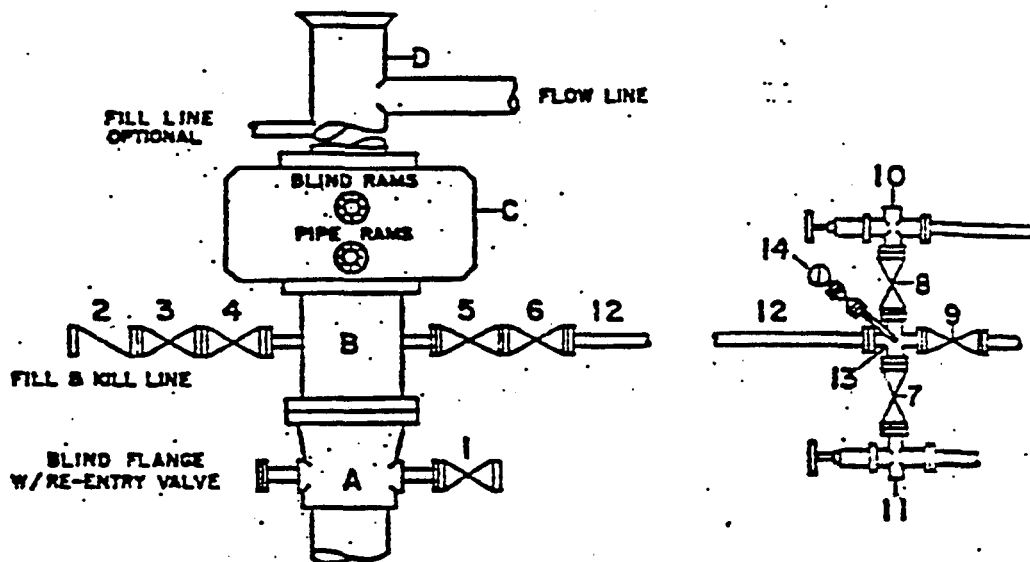 D
FLOW LINE
FILL LINE
OPTIONAL
BLIND RAMS
C
PIPE RAMS
10
14
8
2 3 4 B 5 6 12
12
9
FILL & KILL LINE
13
7
BLIND FLANGE
W/RE-ENTRY VALVE
A
1
11